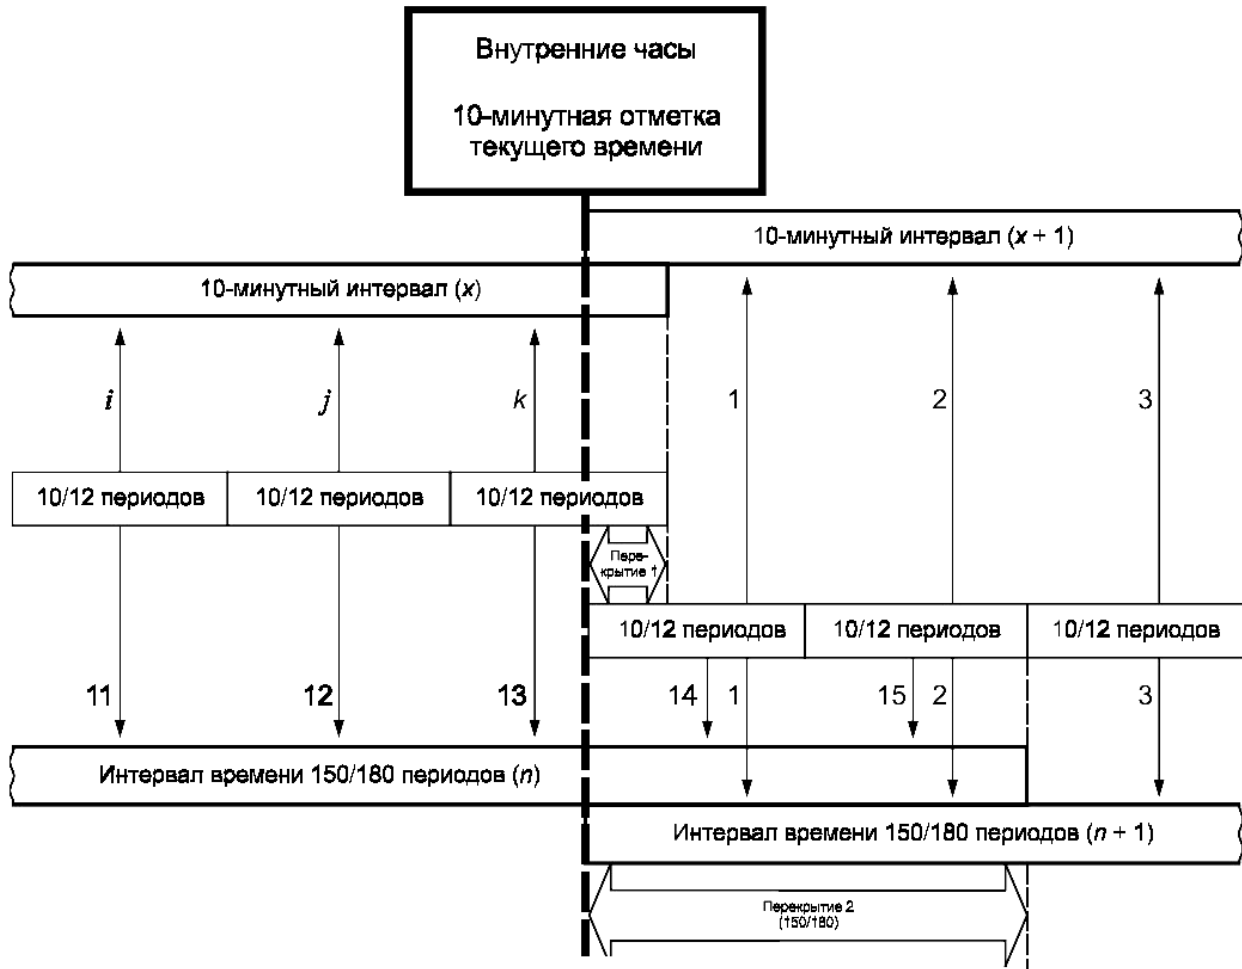 Внутренние часы
10-минутная отметка
текущего времени
10-минутный интервал (x + 1)
10-минутный интервал (x)
i
j
k
1
2
3
10/12 периодов
10/12 периодов
10/12 периодов
Пере-
крытие 1
10/12 периодов
10/12 периодов
10/12 периодов
11
12
13
14
1
15
2
3
Интервал времени 150/180 периодов (n)
Интервал времени 150/180 периодов (n + 1)
Перекрытие 2
(150/180)